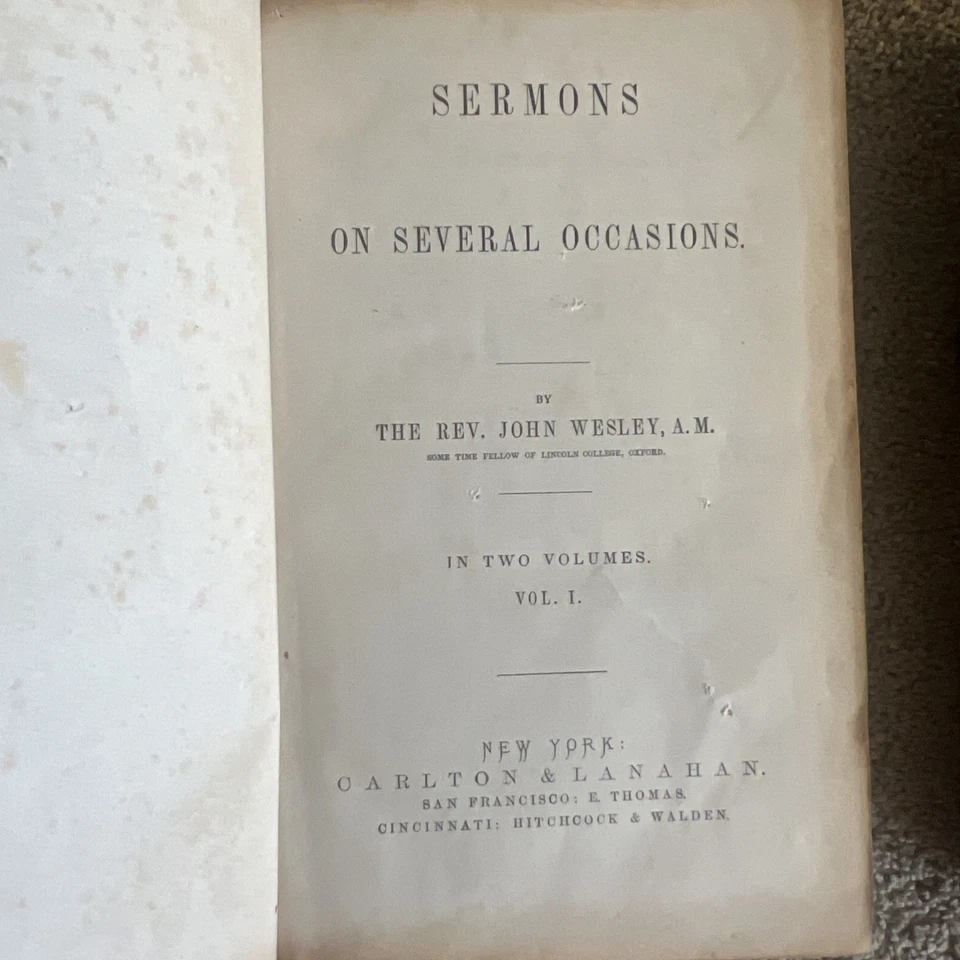 SERMONS
ON SEVERAL OCCASIONS.
BY
THE REV. JOHN WESLEY, A.M.
SOME TIME FELLOW OF LINCOLN COLLEGE, OXFORD.
IN TWO VOLUMES.
VOL. I.
NEW YORK:
CARLTON & LANAHAN.
SAN FRANCISCO: E. THOMAS.
CINCINNATI: HITCHCOCK & WALDEN.